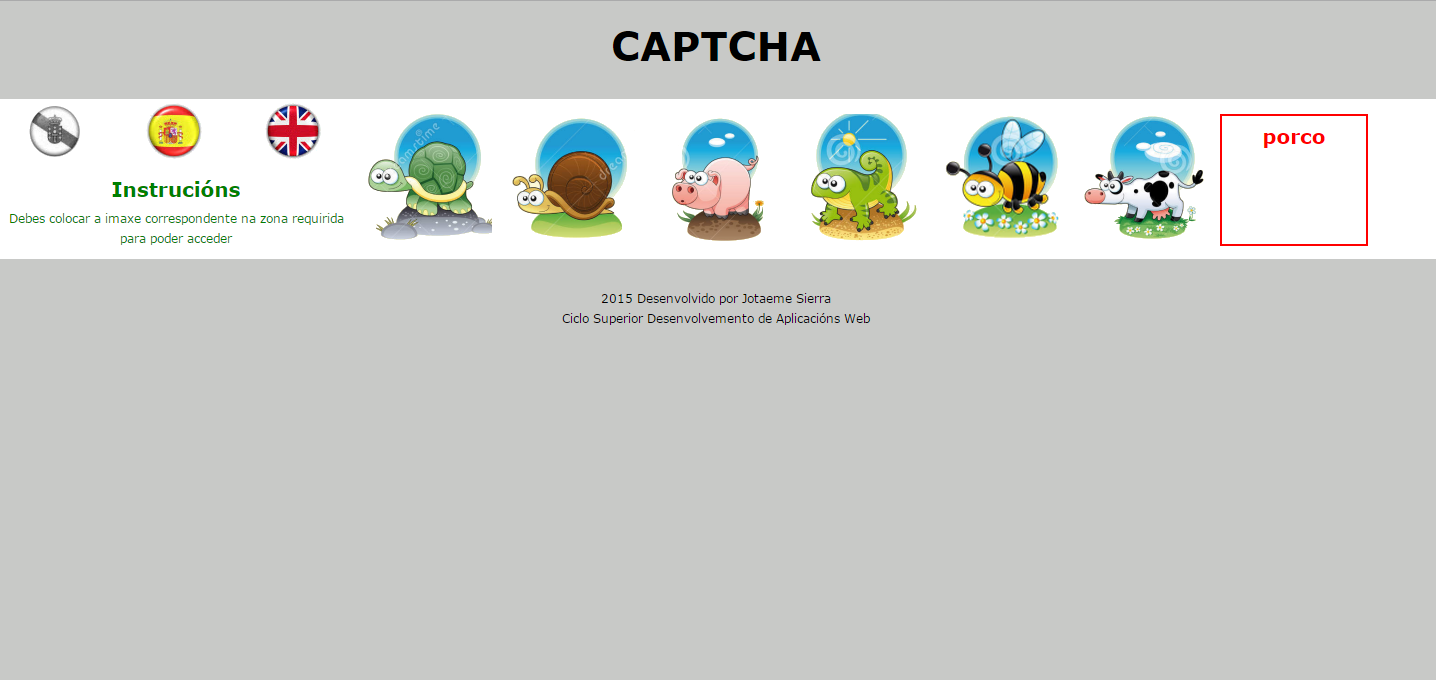 CAPTCHA
Instrucións
Debes colocar a imaxe correspondente na zona requirida
para poder acceder
porco
2015 Desenvolvido por Jotaeme Sierra
Ciclo Superior Desenvolvemento de Aplicacións Web